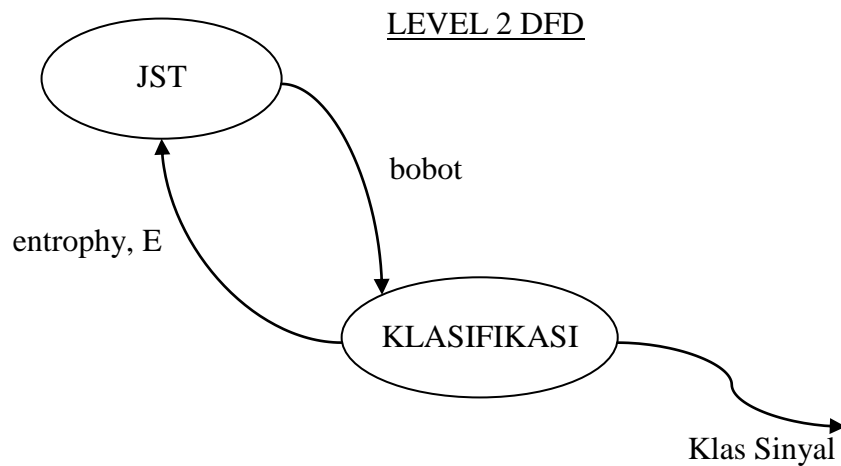 LEVEL 2 DFD
JST
bobot
entrophy, E
KLASIFIKASI
Klas Sinyal